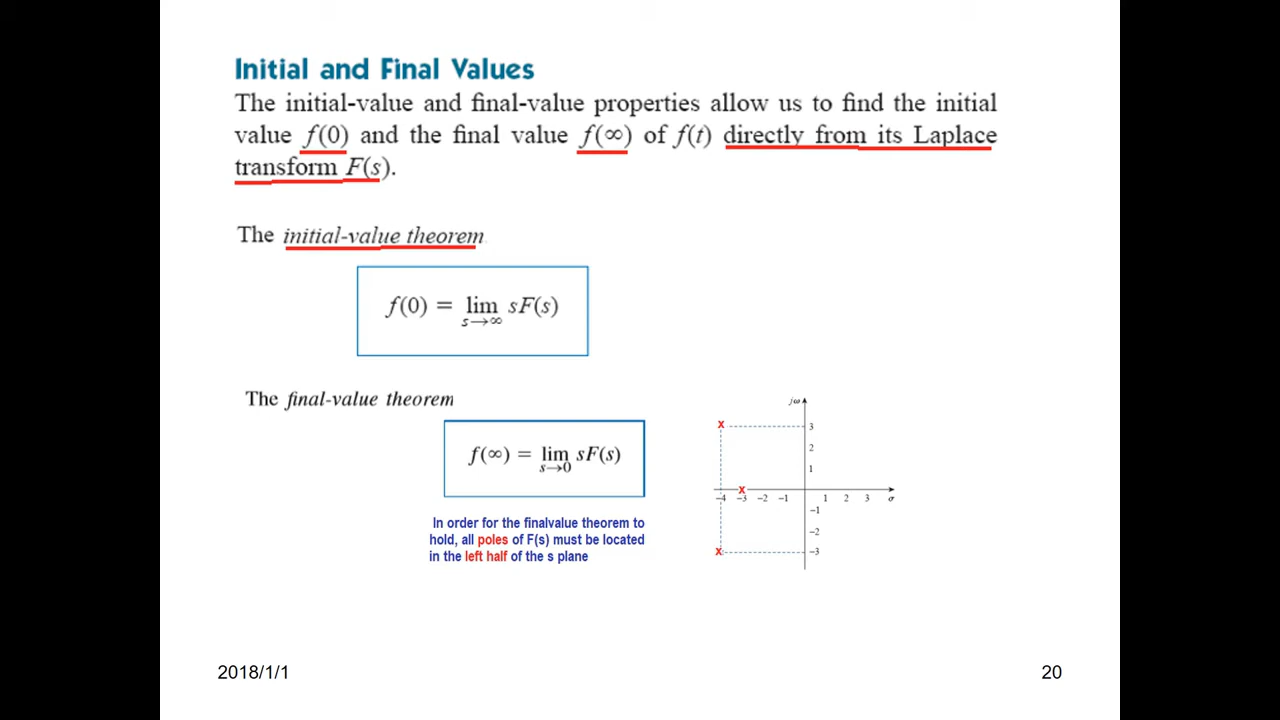 Initial and Final Values
The initial-value and final-value properties allow us to find the initial
value f(0) and the final value f(∞) of f(t) directly from its Laplace
transform F(s).
The initial-value theorem
f(0) = lim sF(s)
s→∞
The final-value theorem
f(∞) = lim sF(s)
s→0
In order for the finalvalue theorem to
hold, all poles of F(s) must be located
in the left half of the s plane
jω
x
3
2
1
x
−4 −3 −2 −1 1 2 3 σ
−1
−2
x
−3
2018/1/1
20